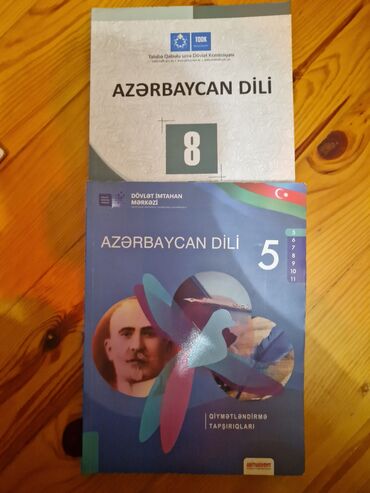 TQDK
Tələbə Qəbulu üzrə Dövlət Komissiyası
AZƏRBAYCAN DİLİ
8
DÖVLƏT İMTAHAN
MƏRKƏZİ
AZƏRBAYCAN DİLİ
5
5
6
7
8
9
10
11
QİYMƏTLƏNDİRMƏ
TAPŞIRIQLARI